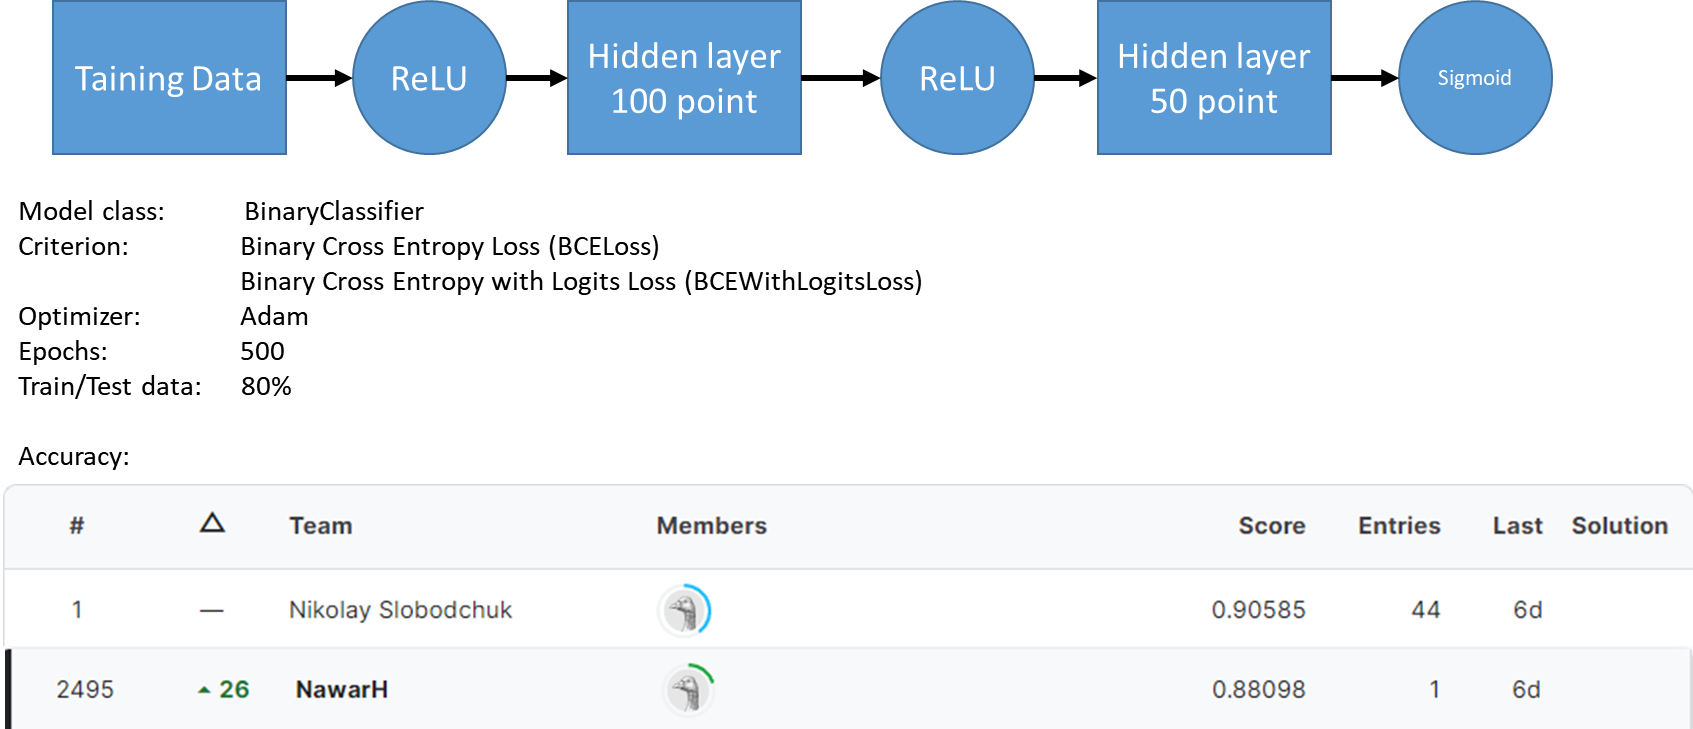 Taining Data
ReLU
Hidden layer
100 point
ReLU
Hidden layer
50 point
Sigmoid
Model class: BinaryClassifier
Criterion: Binary Cross Entropy Loss (BCELoss)
Binary Cross Entropy with Logits Loss (BCEWithLogitsLoss)
Optimizer: Adam
Epochs: 500
Train/Test data: 80%
Accuracy:
# △ Team Members Score Entries Last Solution
1 — Nikolay Slobodchuk 0.90585 44 6d
2495 ▲ 26 NawarH 0.88098 1 6d